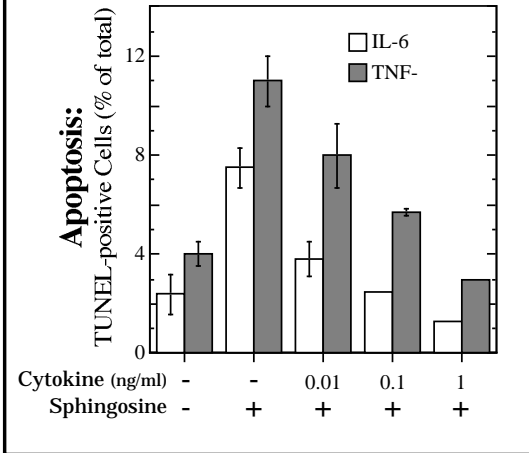 IL-6
TNF-
Apoptosis:
TUNEL-positive Cells (% of total)
12
8
4
0
Cytokine (ng/ml) - - 0.01 0.1 1
Sphingosine - + + + +